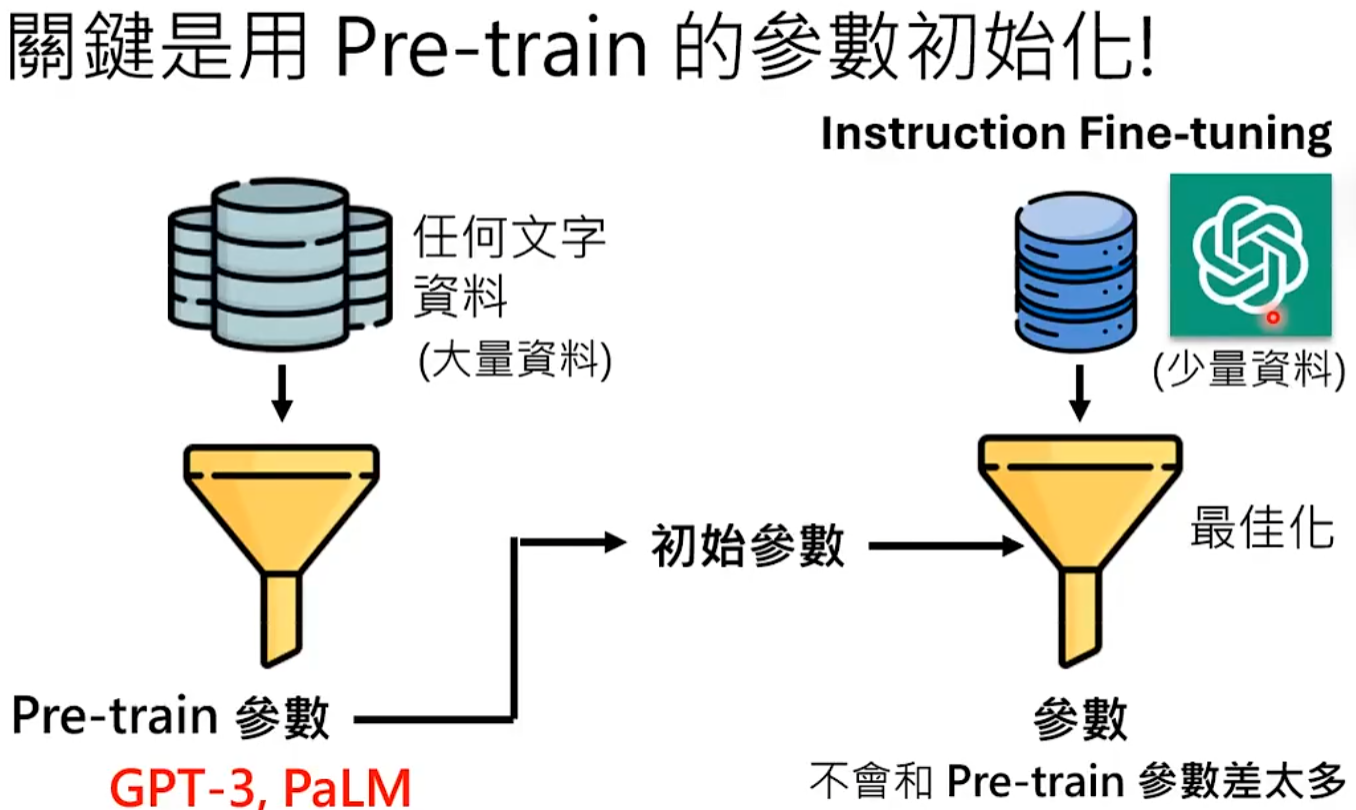 關鍵是用 Pre-train 的參數初始化!
Instruction Fine-tuning
任何文字
資料
(大量資料)
(少量資料)
初始參數
最佳化
Pre-train 參數
GPT-3, PaLM
參數
不會和 Pre-train 參數差太多